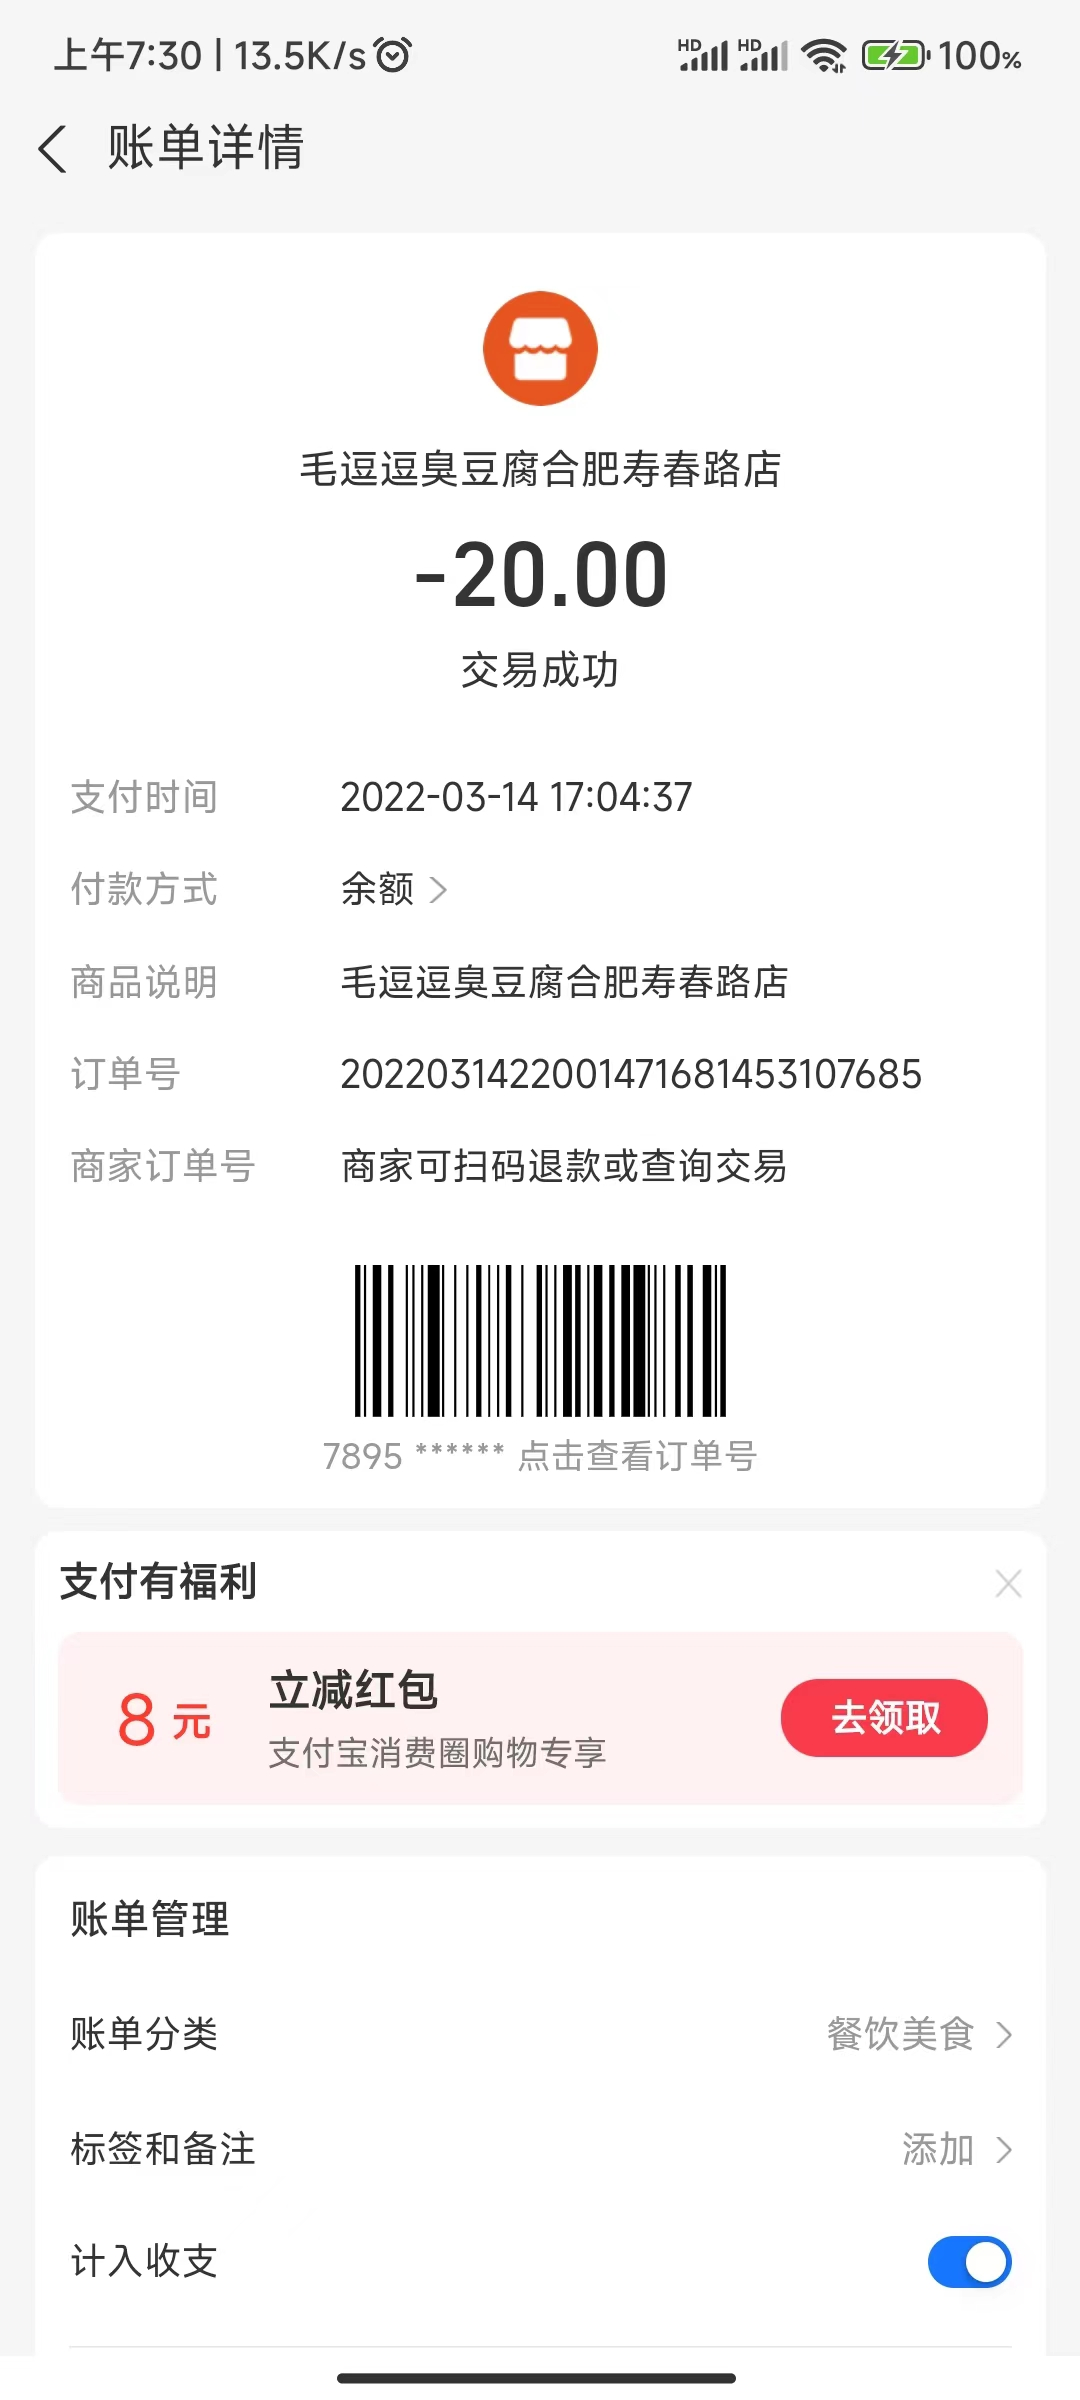 上午7:30 | 13.5K/s
HD HD 100%
账单详情
毛逗逗臭豆腐合肥寿春路店
-20.00
交易成功
支付时间 2022-03-14 17:04:37
付款方式 余额
商品说明 毛逗逗臭豆腐合肥寿春路店
订单号 2022031422001471681453107685
商家订单号 商家可扫码退款或查询交易
7895 ****** 点击查看订单号
支付有福利
8元 立减红包
支付宝消费圈购物专享
去领取
账单管理
账单分类 餐饮美食
标签和备注 添加
计入收支